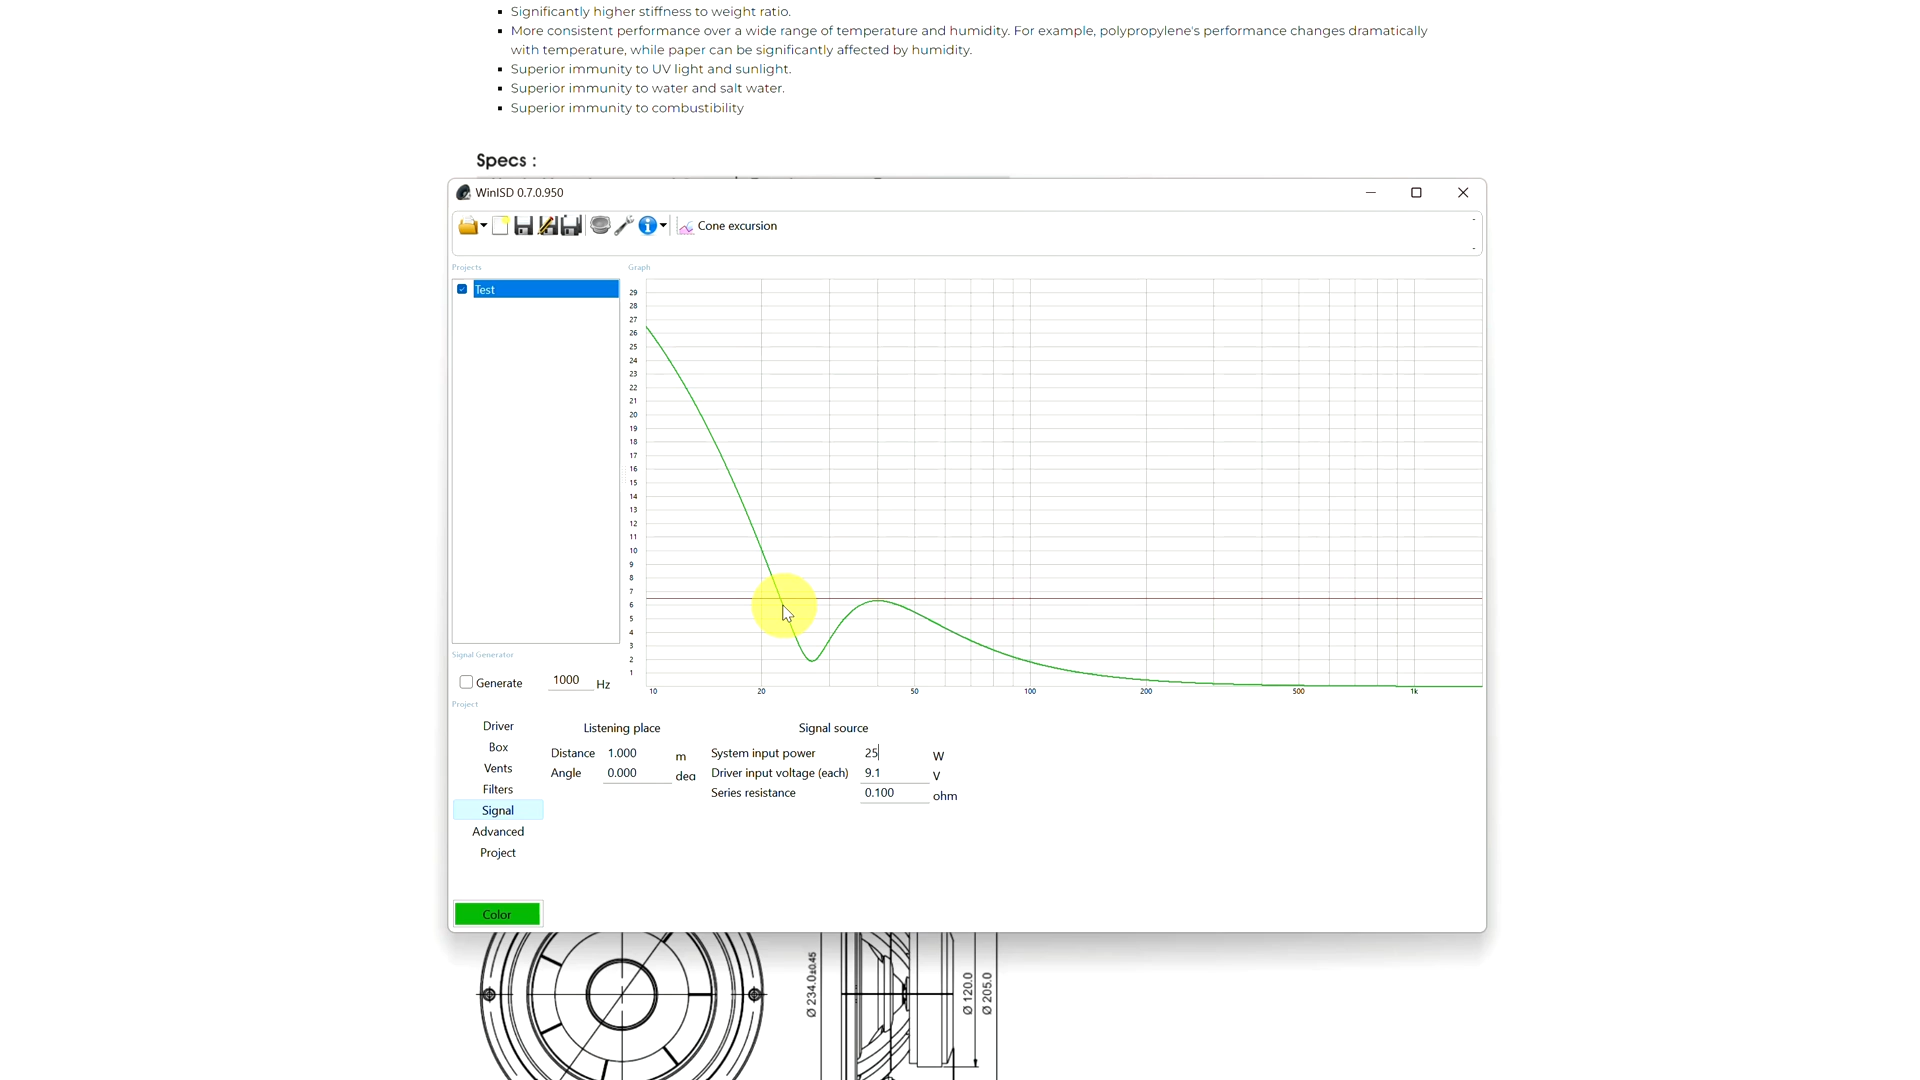 Significantly higher stiffness to weight ratio.
More consistent performance over a wide range of temperature and humidity. For example, polypropylene's performance changes dramatically
with temperature, while paper can be significantly affected by humidity.
Superior immunity to UV light and sunlight.
Superior immunity to water and salt water.
Superior immunity to combustibility
Specs :
WinISD 0.7.0.950
Cone excursion
Projects
Graph
Test
29
28
27
26
25
24
23
22
21
20
19
18
17
16
15
14
13
12
11
10
9
8
7
6
5
4
3
2
1
10 20 50 100 200 500 1k
Signal Generator
Generate 1000 Hz
Project
Driver
Box
Vents
Filters
Signal
Advanced
Project
Color
Listening place
Distance 1.000 m
Angle 0.000 deg
Signal source
System input power 25 W
Driver input voltage (each) 9.1 V
Series resistance 0.100 ohm
Ø 234.0±0.45
Ø 120.0
Ø 205.0